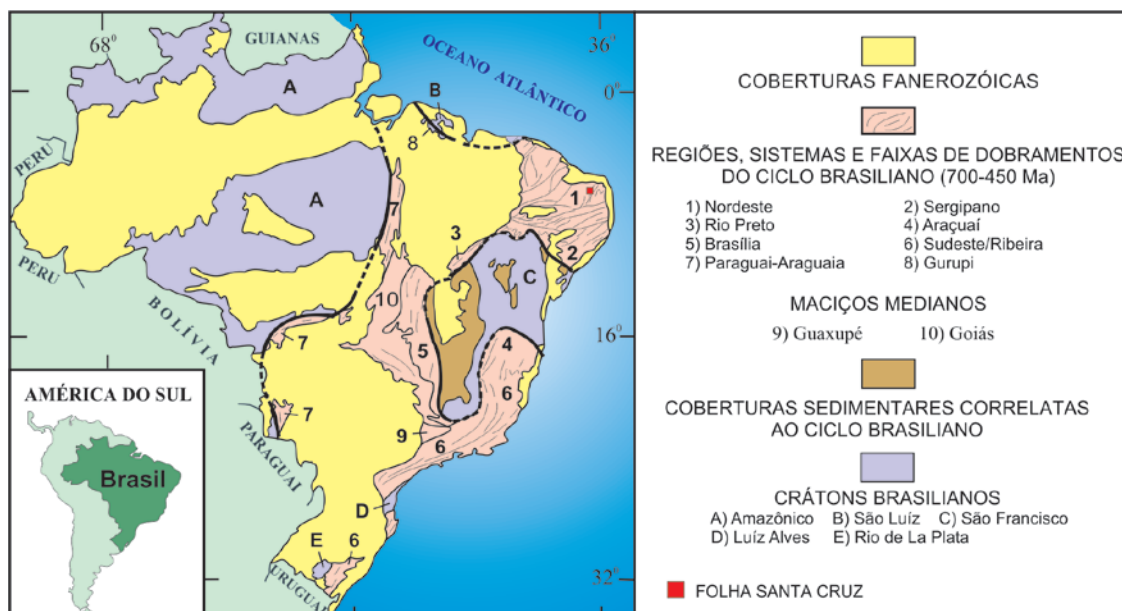 68°
36°
GUIANAS
OCEANO ATLÂNTICO
A
B
0°
8
PERU
A
7
1
3
2
PERU
C
10
BOLÍVIA
16°
7
4
5
6
7
9
6
PARAGUAI
D
E
6
URUGUAI
32°
AMÉRICA DO SUL
Brasil
COBERTURAS FANEROZÓICAS
REGIÕES, SISTEMAS E FAIXAS DE DOBRAMENTOS
DO CICLO BRASILIANO (700-450 Ma)
1) Nordeste 2) Sergipano
3) Rio Preto 4) Araçuaí
5) Brasília 6) Sudeste/Ribeira
7) Paraguai-Araguaia 8) Gurupi
MACIÇOS MEDIANOS
9) Guaxupé 10) Goiás
COBERTURAS SEDIMENTARES CORRELATAS
AO CICLO BRASILIANO
CRÁTONS BRASILIANOS
A) Amazônico B) São Luíz C) São Francisco
D) Luíz Alves E) Rio de La Plata
FOLHA SANTA CRUZ